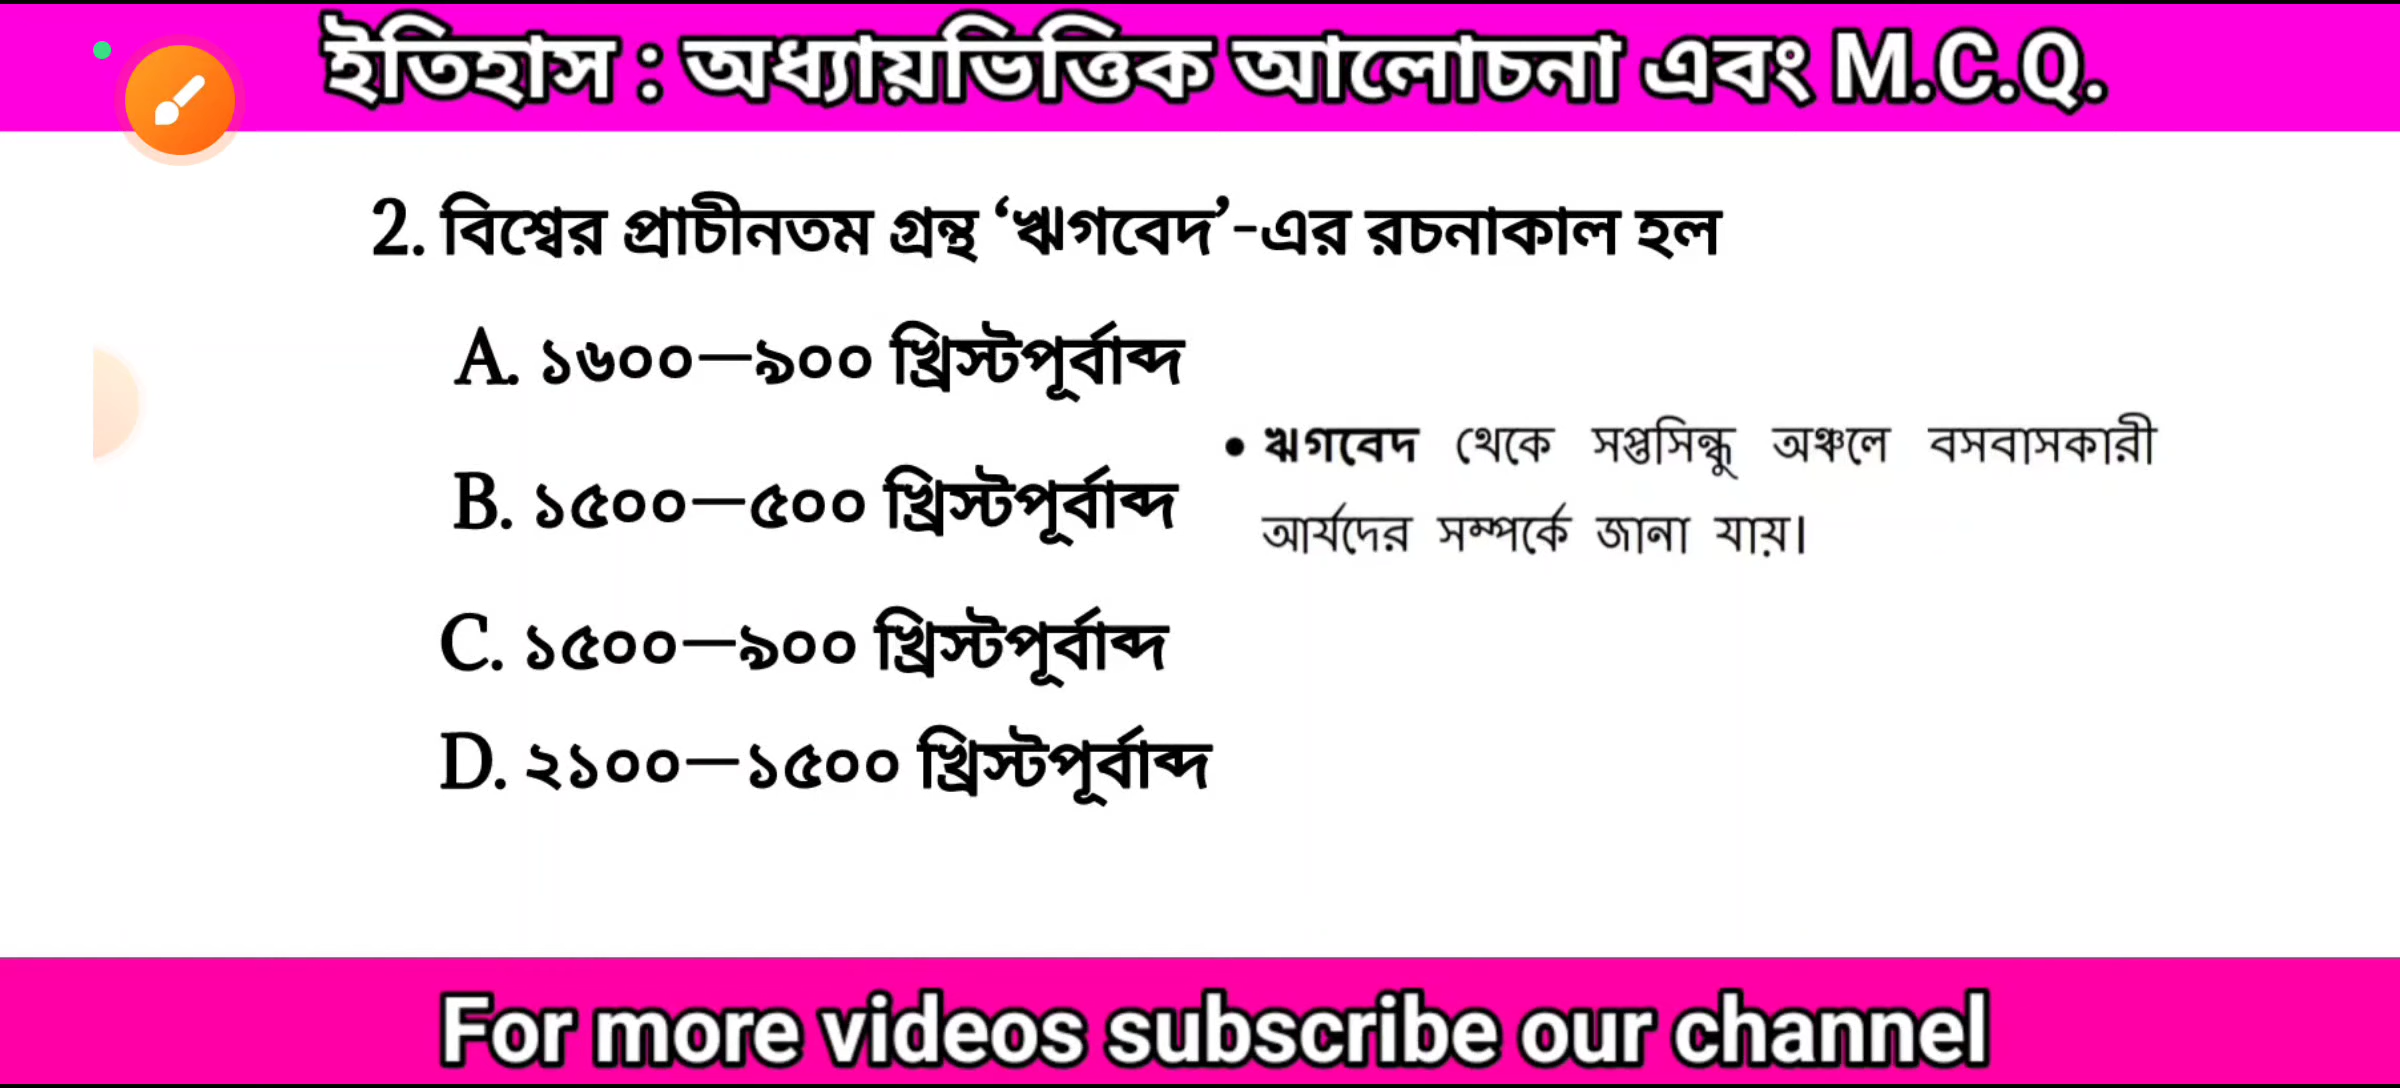 ইতিহাস : অধ্যায়ভিত্তিক আলোচনা এবং M.C.Q.
2. বিশ্বের প্রাচীনতম গ্রন্থ ‘ঋগবেদ’-এর রচনাকাল হল
A. ১৬০০—৯০০ খ্রিস্টপূর্বাব্দ
B. ১৫০০—৫০০ খ্রিস্টপূর্বাব্দ
C. ১৫০০—৯০০ খ্রিস্টপূর্বাব্দ
D. ২১০০—১৫০০ খ্রিস্টপূর্বাব্দ
• ঋগবেদ থেকে সপ্তসিন্ধু অঞ্চলে বসবাসকারী
আর্যদের সম্পর্কে জানা যায়।
For more videos subscribe our channel